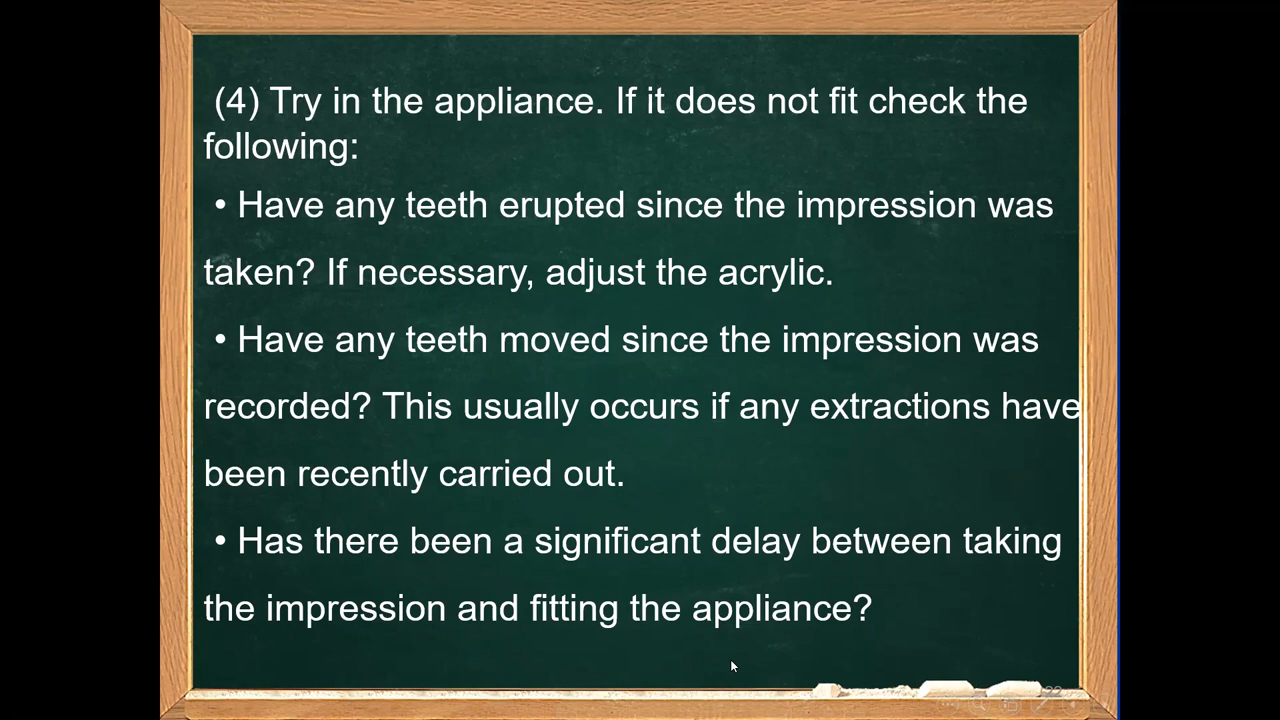 (4) Try in the appliance. If it does not fit check the
following:
• Have any teeth erupted since the impression was
taken? If necessary, adjust the acrylic.
• Have any teeth moved since the impression was
recorded? This usually occurs if any extractions have
been recently carried out.
• Has there been a significant delay between taking
the impression and fitting the appliance?
22